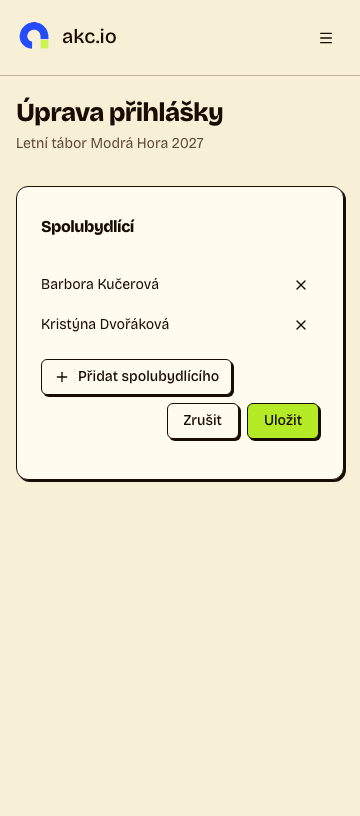 akc.io
Úprava přihlášky
Letní tábor Modrá Hora 2027
Spolubydlící
Barbora Kučerová
Kristýna Dvořáková
Přidat spolubydlícího
Zrušit
Uložit